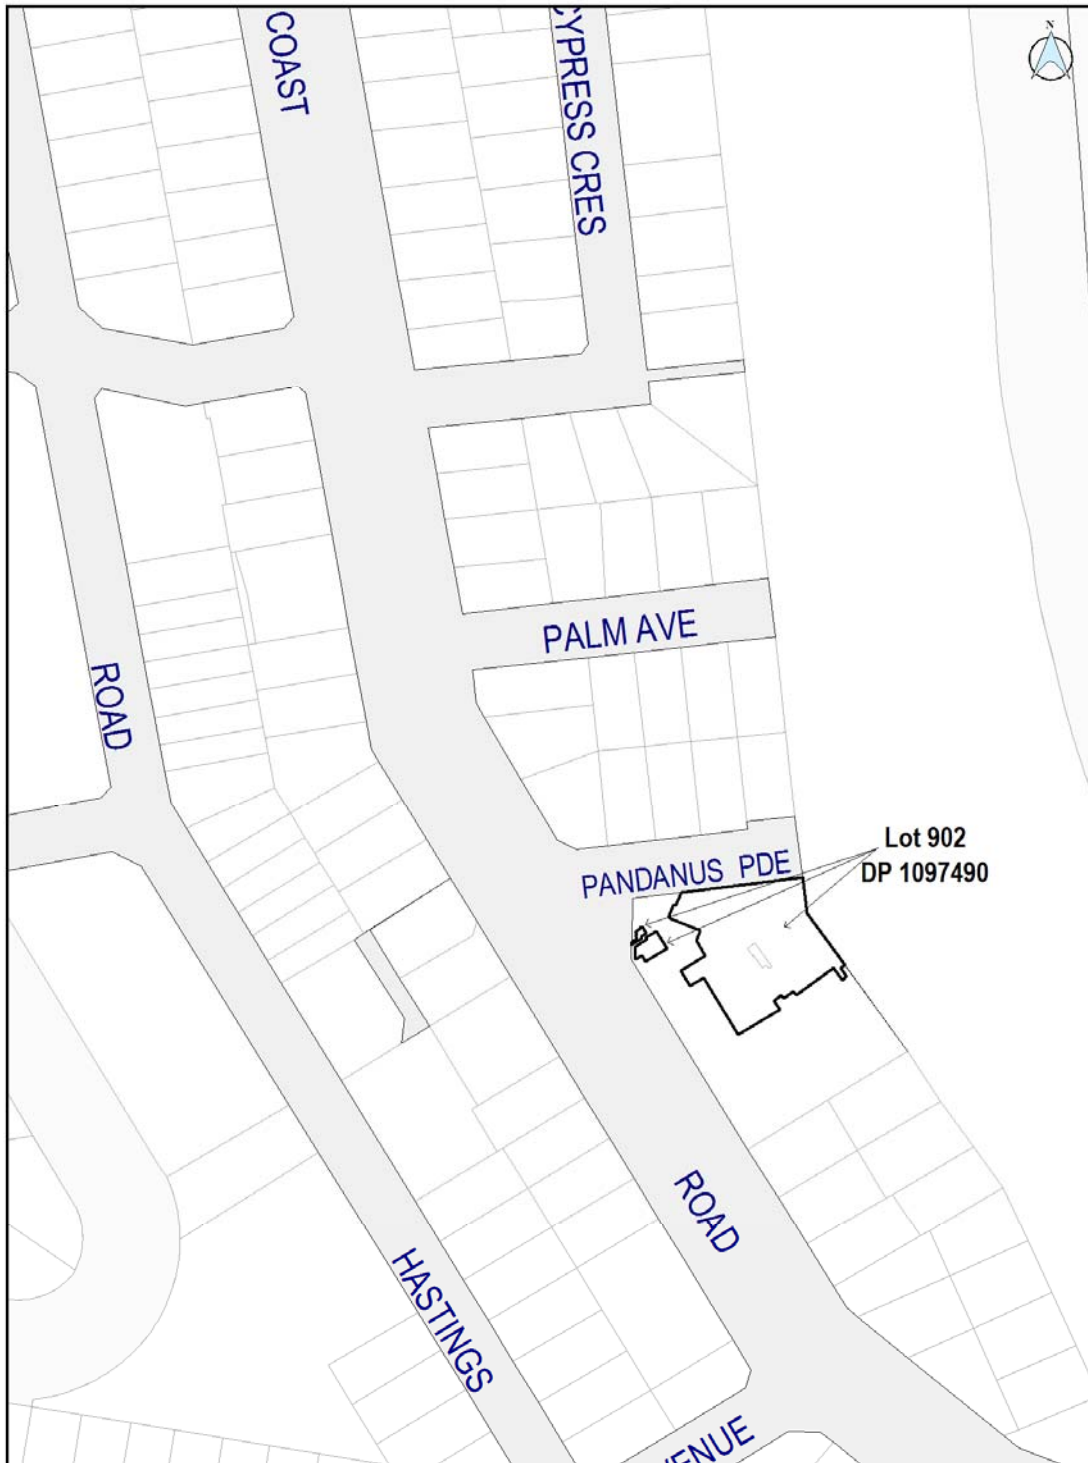 N
COAST
CYPRESS CRES
PALM AVE
ROAD
Lot 902
DP 1097490
PANDANUS PDE
ROAD
HASTINGS